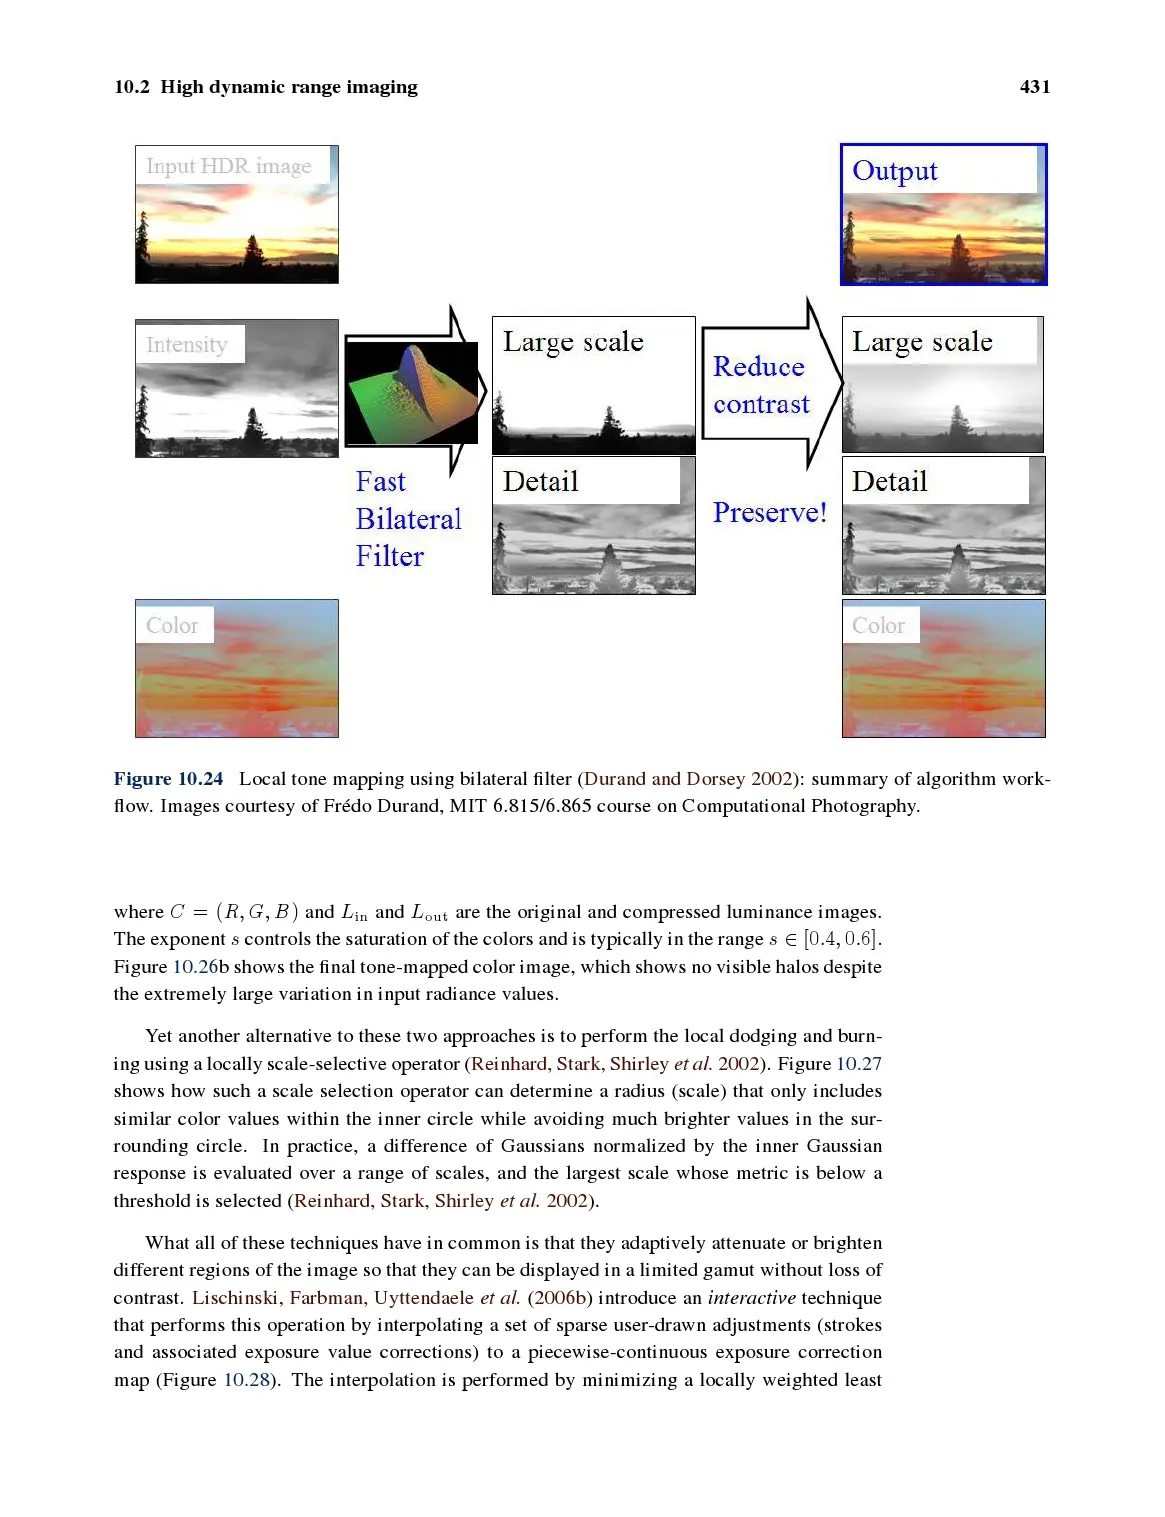 10.2 High dynamic range imaging 431
Input HDR image
Output
Intensity
Large scale
Reduce
contrast
Large scale
Fast
Bilateral
Filter
Detail
Preserve!
Detail
Color
Color
Figure 10.24 Local tone mapping using bilateral filter (Durand and Dorsey 2002): summary of algorithm work-
flow. Images courtesy of Frédo Durand, MIT 6.815/6.865 course on Computational Photography.
where C = (R, G, B) and L_in and L_out are the original and compressed luminance images.
The exponent s controls the saturation of the colors and is typically in the range s ∈ [0.4, 0.6].
Figure 10.26b shows the final tone-mapped color image, which shows no visible halos despite
the extremely large variation in input radiance values.
Yet another alternative to these two approaches is to perform the local dodging and burn-
ing using a locally scale-selective operator (Reinhard, Stark, Shirley et al. 2002). Figure 10.27
shows how such a scale selection operator can determine a radius (scale) that only includes
similar color values within the inner circle while avoiding much brighter values in the sur-
rounding circle. In practice, a difference of Gaussians normalized by the inner Gaussian
response is evaluated over a range of scales, and the largest scale whose metric is below a
threshold is selected (Reinhard, Stark, Shirley et al. 2002).
What all of these techniques have in common is that they adaptively attenuate or brighten
different regions of the image so that they can be displayed in a limited gamut without loss of
contrast. Lischinski, Farbman, Uyttendaele et al. (2006b) introduce an interactive technique
that performs this operation by interpolating a set of sparse user-drawn adjustments (strokes
and associated exposure value corrections) to a piecewise-continuous exposure correction
map (Figure 10.28). The interpolation is performed by minimizing a locally weighted least